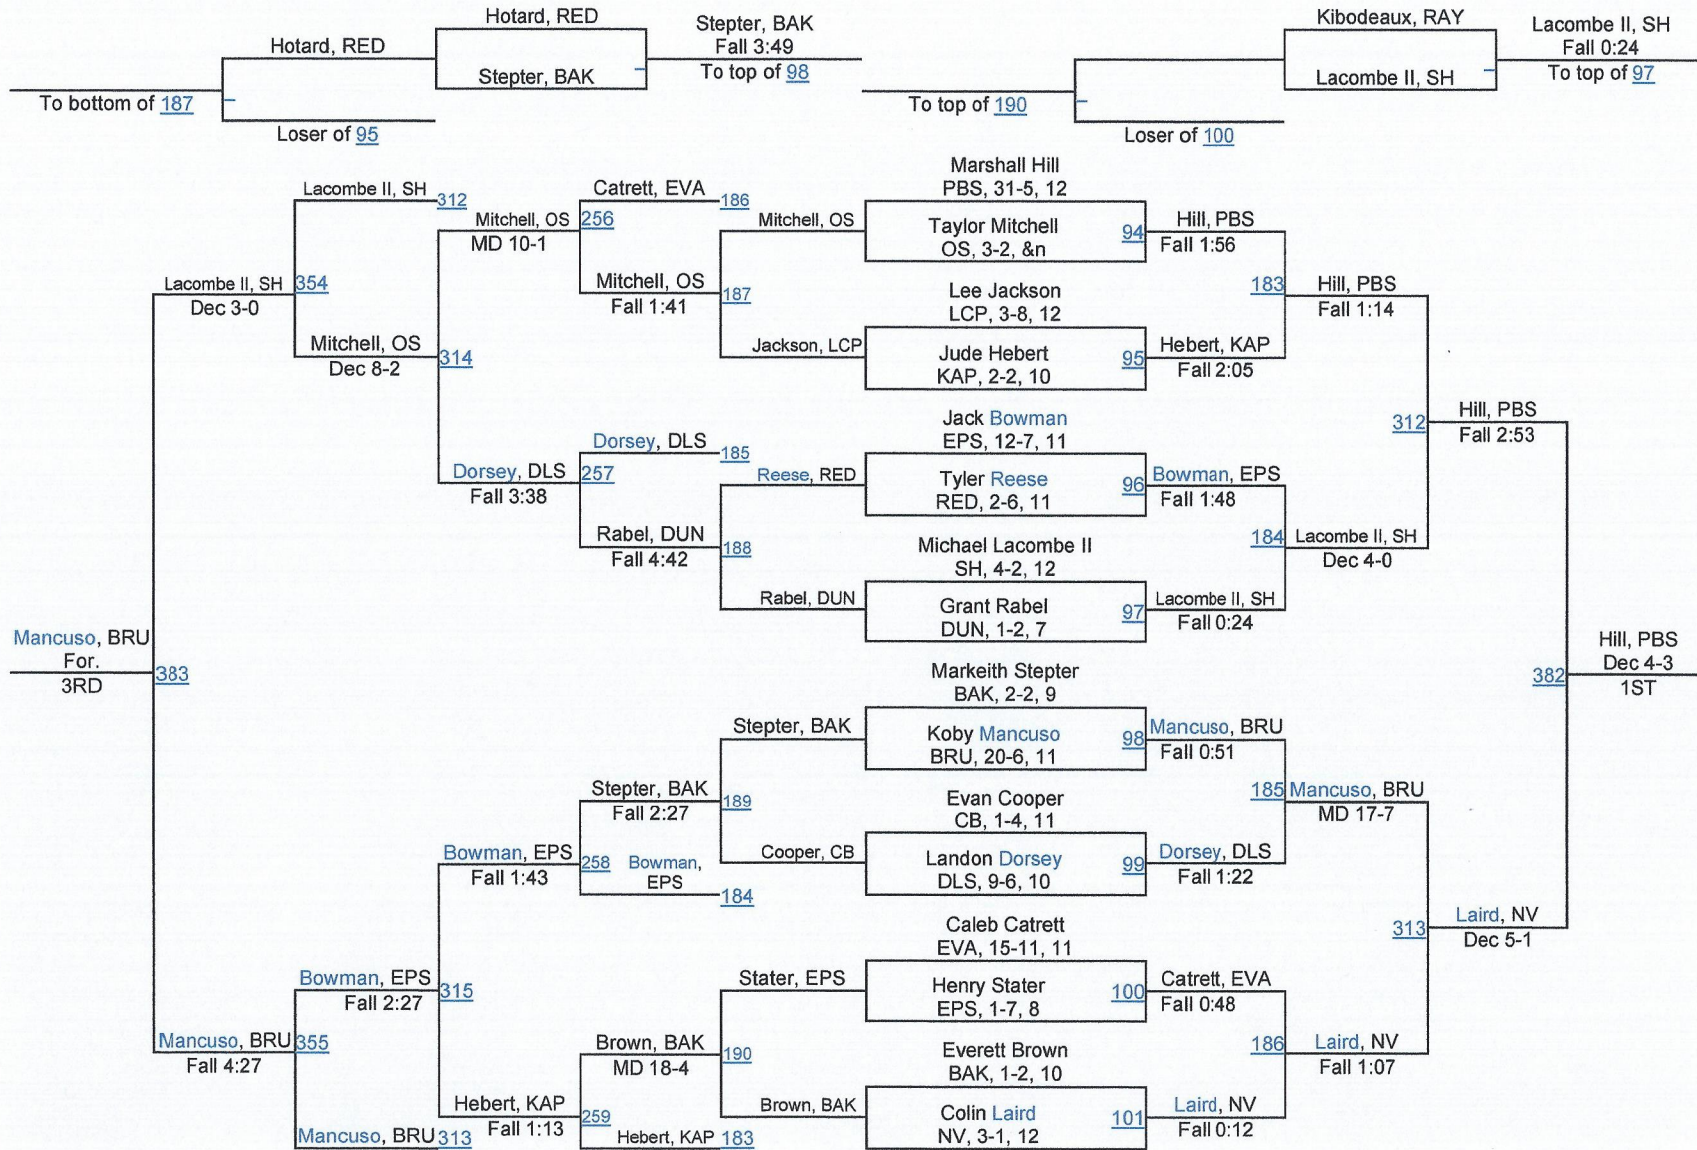 Hotard, RED
Hotard, RED
Stepter, BAK
Stepter, BAK
Fall 3:49
To top of 98
To bottom of 187
Loser of 95
Kibodeaux, RAY
Lacombe II, SH
Lacombe II, SH
Fall 0:24
To top of 97
To top of 190
Loser of 100
Marshall Hill
PBS, 31-5, 12
Taylor Mitchell
OS, 3-2, &n
94
Lee Jackson
LCP, 3-8, 12
Jude Hebert
KAP, 2-2, 10
95
Jack Bowman
EPS, 12-7, 11
Tyler Reese
RED, 2-6, 11
96
Michael Lacombe II
SH, 4-2, 12
Grant Rabel
DUN, 1-2, 7
97
Markeith Stepter
BAK, 2-2, 9
Koby Mancuso
BRU, 20-6, 11
98
Evan Cooper
CB, 1-4, 11
Landon Dorsey
DLS, 9-6, 10
99
Caleb Catrett
EVA, 15-11, 11
Henry Stater
EPS, 1-7, 8
100
Everett Brown
BAK, 1-2, 10
Colin Laird
NV, 3-1, 12
101
Hill, PBS
Fall 1:56
183
Hebert, KAP
Fall 2:05
Bowman, EPS
Fall 1:48
184
Lacombe II, SH
Fall 0:24
Mancuso, BRU
Fall 0:51
185
Dorsey, DLS
Fall 1:22
Catrett, EVA
Fall 0:48
186
Laird, NV
Fall 0:12
Hill, PBS
Fall 1:14
312
Lacombe II, SH
Dec 4-0
Mancuso, BRU
MD 17-7
313
Laird, NV
Fall 1:07
Hill, PBS
Fall 2:53
382
Laird, NV
Dec 5-1
Hill, PBS
Dec 4-3
1ST
Mitchell, OS
Jackson, LCP
Reese, RED
Rabel, DUN
Stepter, BAK
Cooper, CB
Stater, EPS
Brown, BAK
Catrett, EVA
186
Mitchell, OS
Fall 1:41
187
Dorsey, DLS
185
Rabel, DUN
Fall 4:42
188
Stepter, BAK
Fall 2:27
189
Bowman,
EPS
184
Brown, BAK
MD 18-4
190
Hebert, KAP
183
Mitchell, OS
MD 10-1
256
Dorsey, DLS
Fall 3:38
257
Bowman, EPS
Fall 1:43
258
Hebert, KAP
Fall 1:13
259
Lacombe II, SH
312
Mitchell, OS
Dec 8-2
314
Bowman, EPS
Fall 2:27
315
Mancuso, BRU
313
Lacombe II, SH
Dec 3-0
354
Mancuso, BRU
Fall 4:27
355
Mancuso, BRU
For.
3RD
383